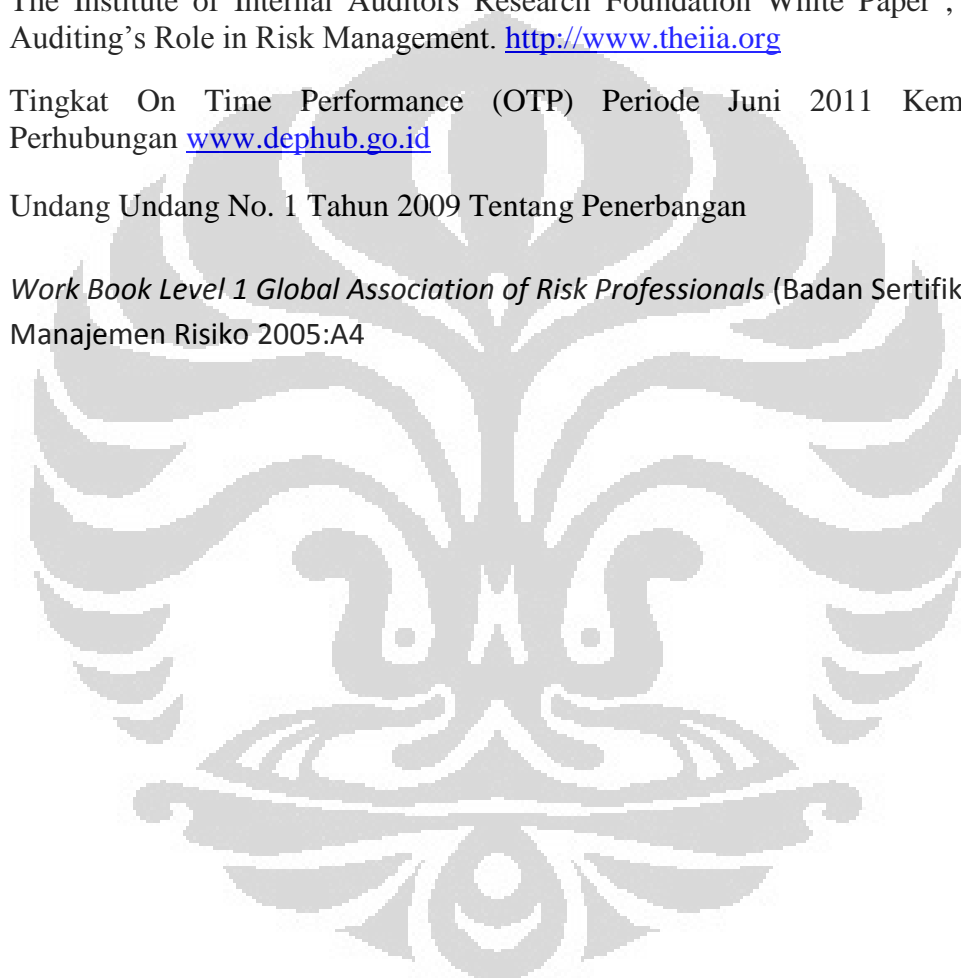 The Institute of Internal Auditors Research Foundation White Paper ,
Auditing’s Role in Risk Management. http://www.theiia.org
Tingkat On Time Performance (OTP) Periode Juni 2011
Perhubungan www.dephub.go.id
Undang Undang No. 1 Tahun 2009 Tentang Penerbangan
Work Book Level 1 Global Association of Risk Professionals (Badan
Manajemen Risiko 2005:A4